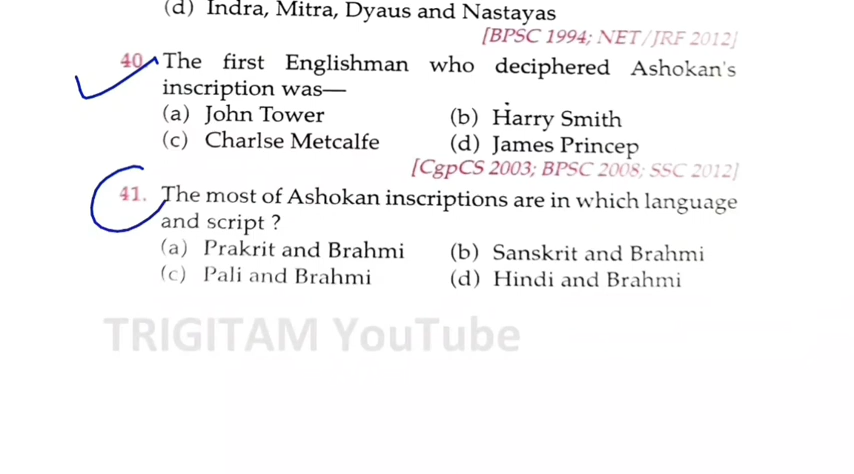 (d) Indra, Mitra, Dyaus and Nastayas
[BPSC 1994; NET/JRF 2012]
40. The first Englishman who deciphered Ashokan's
inscription was—
(a) John Tower (b) Harry Smith
(c) Charlse Metcalfe (d) James Princep
[CgpCS 2003; BPSC 2008; SSC 2012]
41. The most of Ashokan inscriptions are in which language
and script ?
(a) Prakrit and Brahmi (b) Sanskrit and Brahmi
(c) Pali and Brahmi (d) Hindi and Brahmi
TRIGITAM YouTube